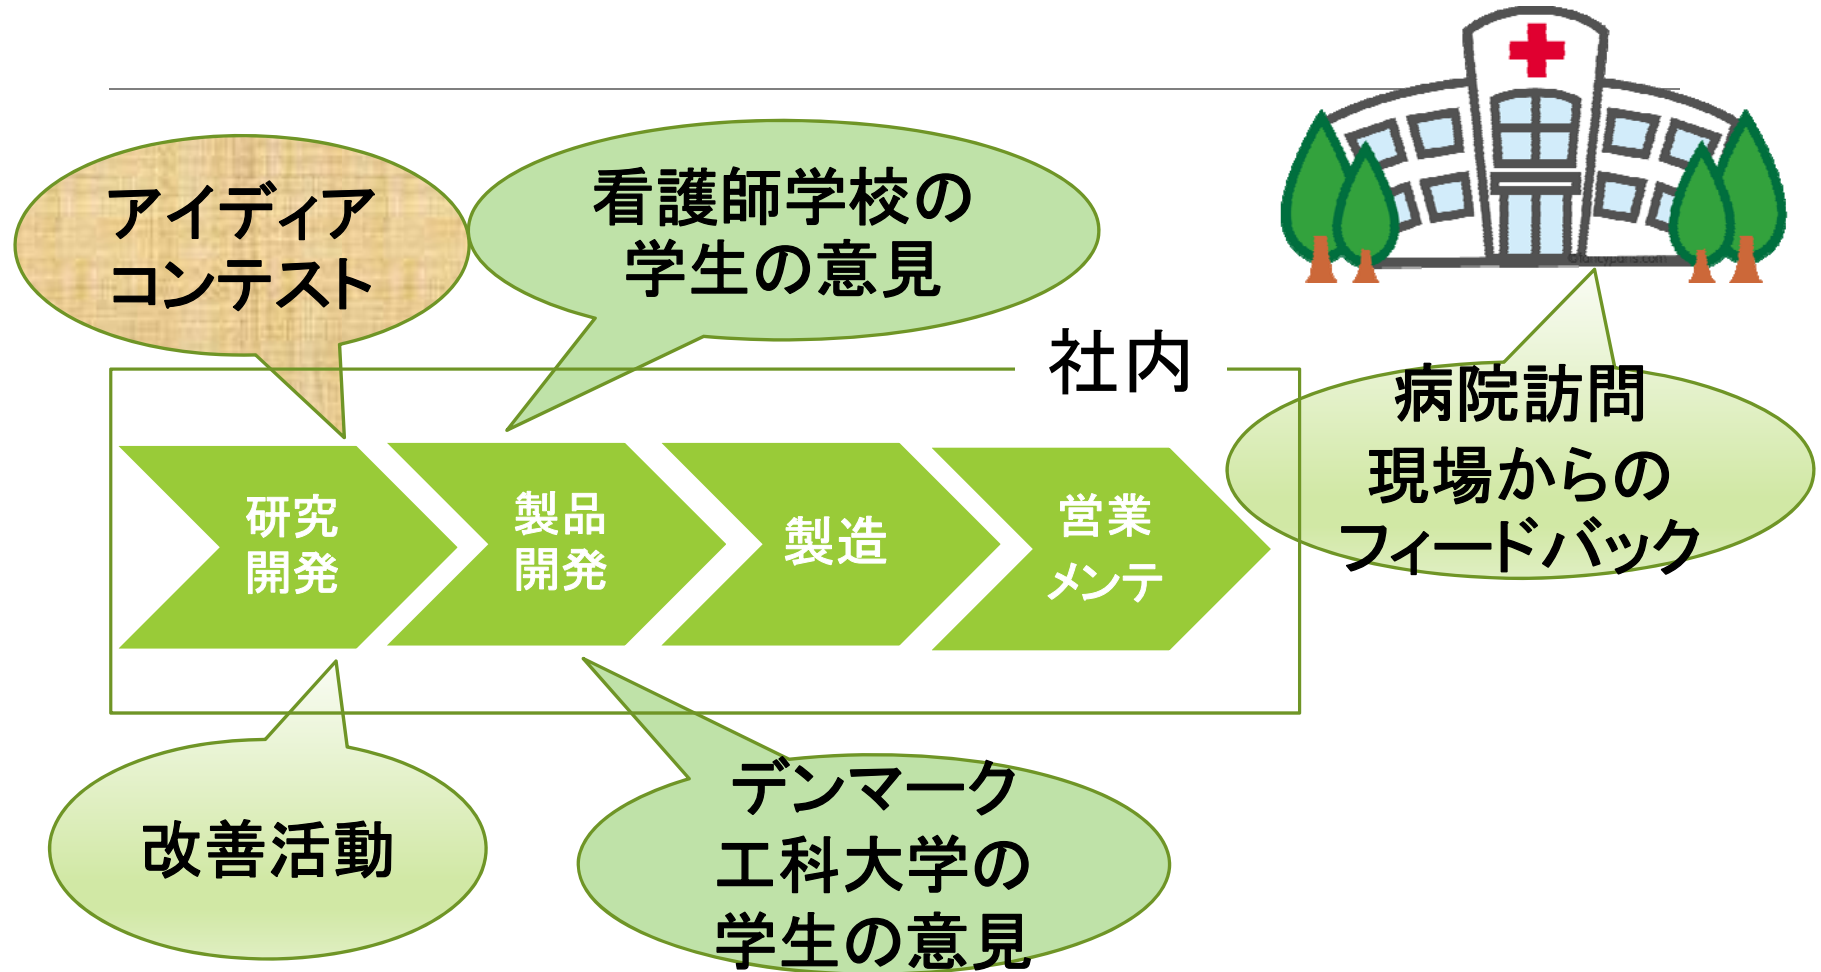 アイディア
コンテスト
看護師学校の
学生の意見
社内
病院訪問
現場からの
フィードバック
研究
開発
製品
開発
製造
営業
メンテ
改善活動
デンマーク
工科大学の
学生の意見